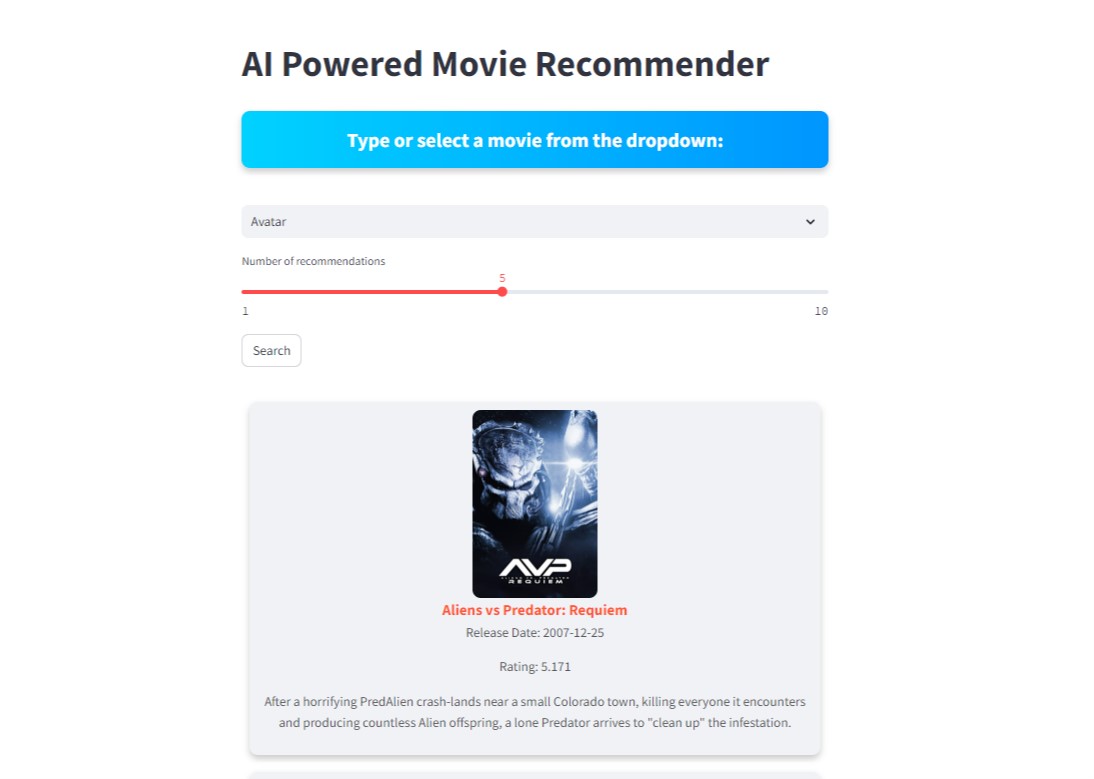 AI Powered Movie Recommender
Type or select a movie from the dropdown:
Avatar
Number of recommendations
5
1 10
Search
AVP
REQUIEM
Aliens vs Predator: Requiem
Release Date: 2007-12-25
Rating: 5.171
After a horrifying PredAlien crash-lands near a small Colorado town, killing everyone it encounters
and producing countless Alien offspring, a lone Predator arrives to "clean up" the infestation.